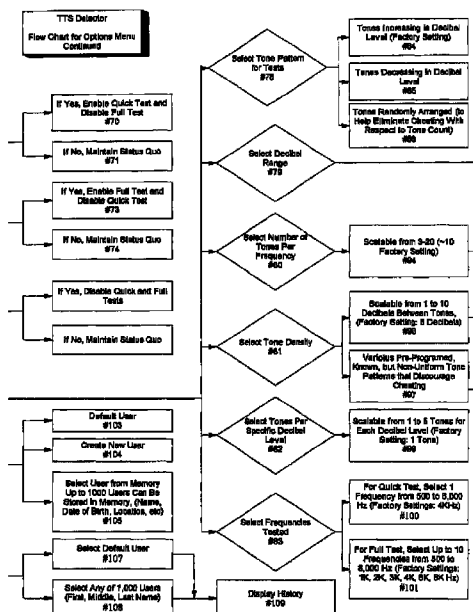 TTS Detector
Flow Chart for Options Menu
Continued
If Yes, Enable Quick Test and
Disable Full Test
#70
If No, Maintain Status Quo
#71
If Yes, Enable Full Test and
Disable Quick Test
#73
If No, Maintain Status Quo
#74
If Yes, Disable Quick and Full
Tests
If No, Maintain Status Quo
Default User
#103
Create New User
#104
Select User from Memory
Up to 1000 Users Can Be
Stored in Memory, (Name,
Date of Birth, Location, etc)
#105
Select Default User
#107
Select Any of 1,000 Users
(First, Middle, Last Name)
#108
Select Tone Pattern
for Tests
#78
Select Decibel
Range
#79
Select Number of
Tones Per
Frequency
#80
Select Tone Density
#81
Select Tones Per
Specific Decibel
Level
#82
Select Frequencies
Tested
#83
Display History
#109
Tones Increasing in Decibel
Level (Factory Setting)
#84
Tones Decreasing in Decibel
Level
#85
Tones Randomly Arranged (to
Help Eliminate Cheating With
Respect to Tone Count)
#86
Scalable from 3-20 (~10
Factory Setting)
#94
Scalable from 1 to 10
Decibels Between Tones,
(Factory Setting: 5 Decibels)
#96
Various Pre-Programed,
Known, but Non-Uniform Tone
Patterns that Discourage
Cheating
#97
Scalable from 1 to 5 Tones for
Each Decibel Level (Factory
Setting: 1 Tone)
#99
For Quick Test, Select 1
Frequency from 500 to 8,000
Hz (Factory Settings: 4KHz)
#100
For Full Test, Select Up to 10
Frequencies from 500 to
8,000 Hz (Factory Settings:
1K, 2K, 3K, 4K, 6K, 8K Hz)
#101